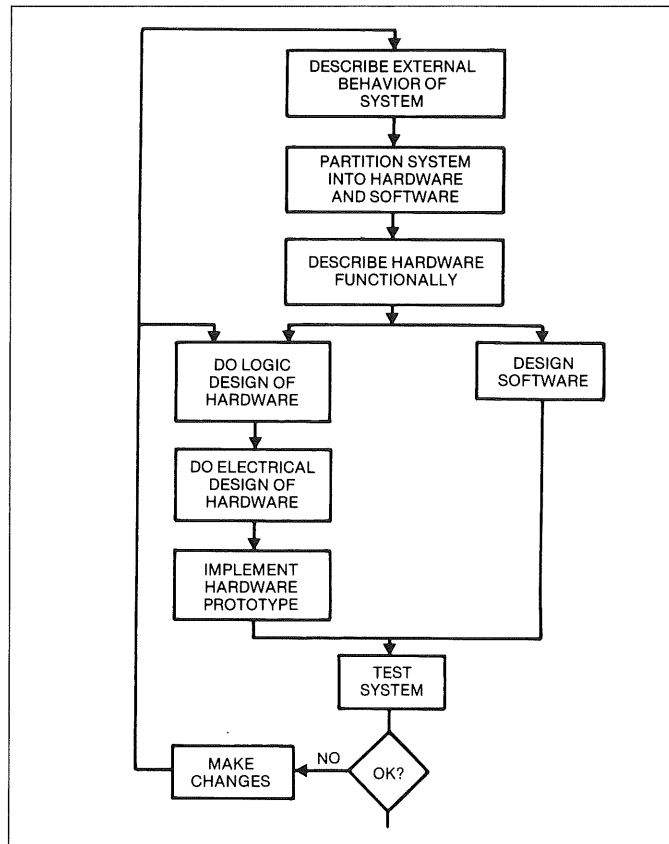 DESCRIBE EXTERNAL
BEHAVIOR OF
SYSTEM
PARTITION SYSTEM
INTO HARDWARE
AND SOFTWARE
DESCRIBE HARDWARE
FUNCTIONALLY
DO LOGIC
DESIGN OF
HARDWARE
DESIGN
SOFTWARE
DO ELECTRICAL
DESIGN OF
HARDWARE
IMPLEMENT
HARDWARE
PROTOTYPE
TEST
SYSTEM
MAKE
CHANGES
NO
OK?